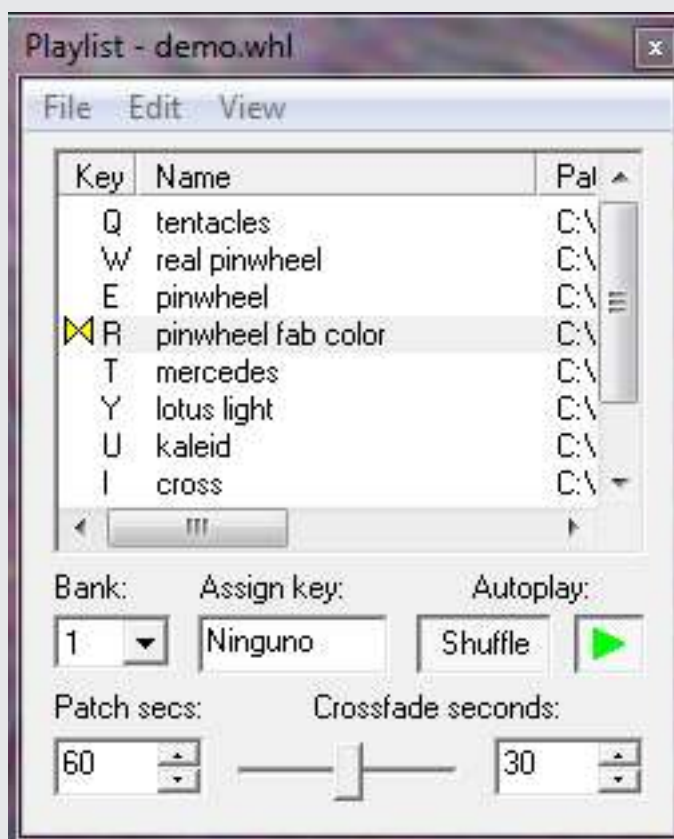 Playlist - demo.whl x
File Edit View
Key Name Pat
Q tentacles C:\
W real pinwheel C:\
E pinwheel C:\
R pinwheel fab color C:\
T mercedes C:\
Y lotus light C:\
U kaleid C:\
I cross C:\
Bank: Assign key: Autoplay:
1 Ninguno Shuffle
Patch secs: Crossfade seconds:
60 30